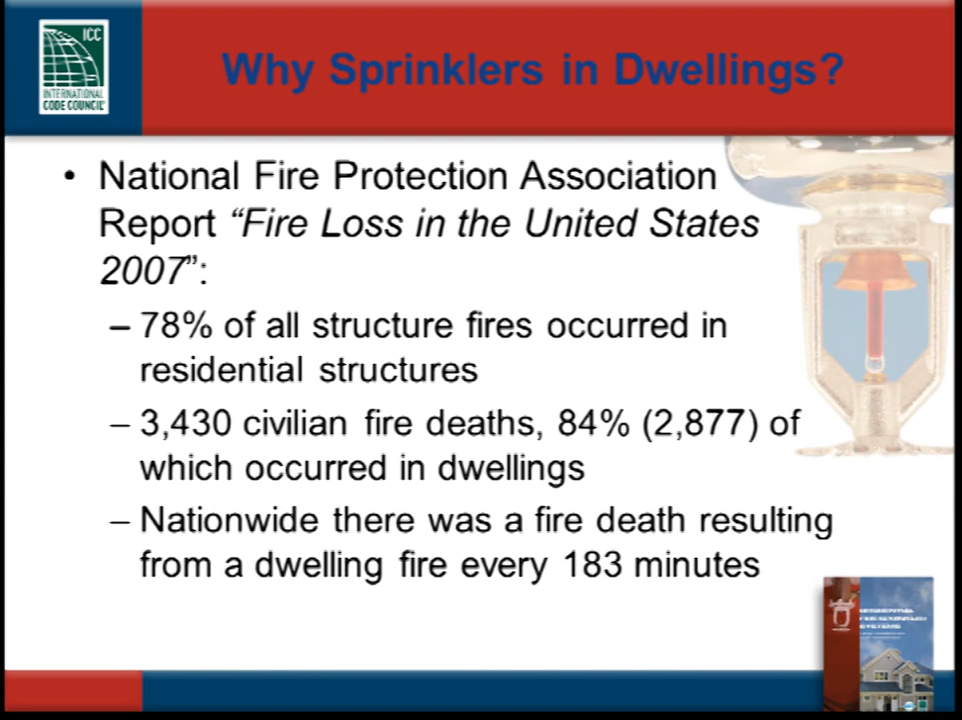 ICC
INTERNATIONAL
CODE COUNCIL
Why Sprinklers in Dwellings?
• National Fire Protection Association
Report “Fire Loss in the United States
2007”:
– 78% of all structure fires occurred in
residential structures
– 3,430 civilian fire deaths, 84% (2,877) of
which occurred in dwellings
– Nationwide there was a fire death resulting
from a dwelling fire every 183 minutes